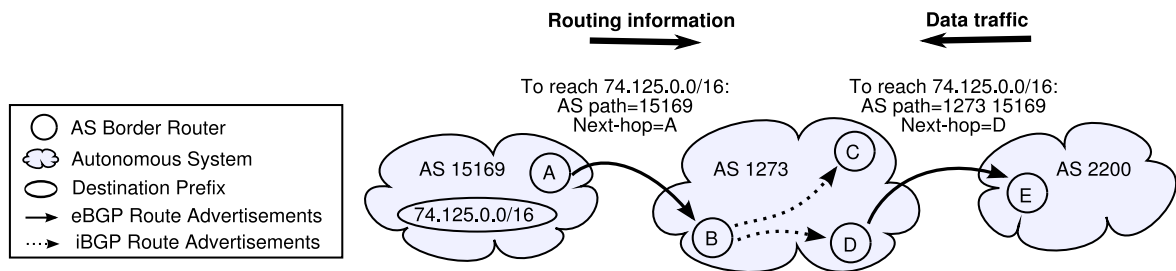 Routing information
Data traffic
To reach 74.125.0.0/16:
AS path=15169
Next-hop=A
To reach 74.125.0.0/16:
AS path=1273 15169
Next-hop=D
AS Border Router
Autonomous System
Destination Prefix
eBGP Route Advertisements
iBGP Route Advertisements
AS 15169
A
74.125.0.0/16
AS 1273
C
B
D
AS 2200
E